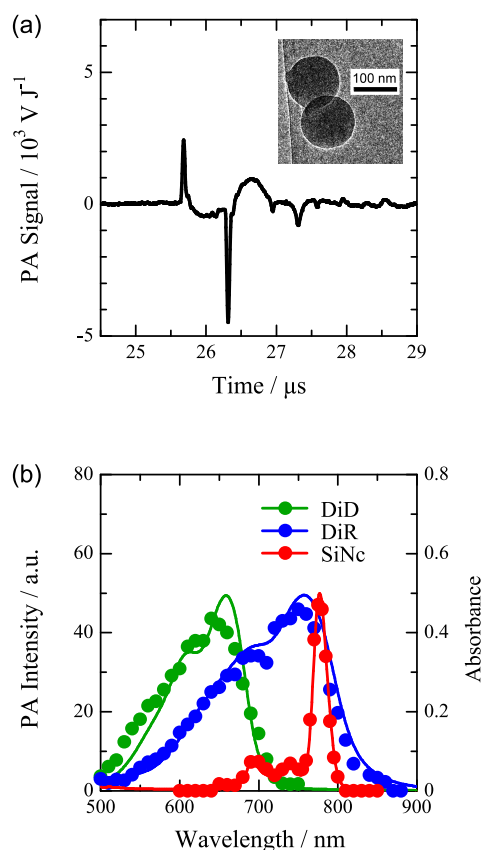 (a)
5
0
-5
PA Signal / 10³ V J⁻¹
100 nm
24.5 25 26 27 28 29
Time / μs
(b)
80
60
40
20
0
PA Intensity / a.u.
DiD
DiR
SiNc
0.8
0.6
0.4
0.2
0
Absorbance
500 600 700 800 900
Wavelength / nm